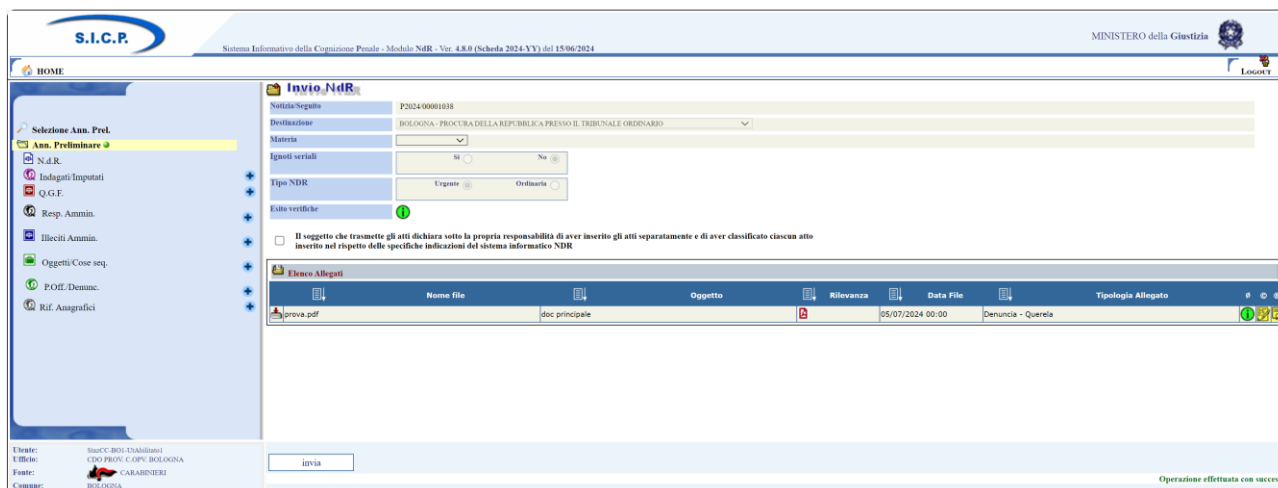 S.I.C.P.
Sistema Informativo della Cognizione Penale - Modulo NdR - Ver. 4.8.0 (Scheda 2024-YY) del 15/06/2024
MINISTERO della Giustizia
HOME
LOGOUT
Selezione Ann. Prel.
Ann. Preliminare
N.d.R.
Indagati/Imputati
Q.G.F.
Resp. Ammin.
Illeciti Ammin.
Oggetti/Cose seq.
P.Off./Denunc.
Rif. Anagrafici
Invio NdR
Notizia/Seguito P2024/00001038
Destinazione BOLOGNA - PROCURA DELLA REPUBBLICA PRESSO IL TRIBUNALE ORDINARIO
Materia
Ignoti seriali Si No
Tipo NDR Urgente Ordinaria
Esito verifiche
Il soggetto che trasmette gli atti dichiara sotto la propria responsabilità di aver inserito gli atti separatamente e di aver classificato ciascun atto
inserito nel rispetto delle specifiche indicazioni del sistema informatico NDR
Elenco Allegati
Nome file Oggetto Rilevanza Data File Tipologia Allegato
prova.pdf doc principale 05/07/2024 00:00 Denuncia - Querela
Utente: StazCC-BO1-UtAbilitato1
Ufficio: CDO PROV. C.OPV. BOLOGNA
Fonte: CARABINIERI
Comune: BOLOGNA
invia
Operazione effettuata con succes